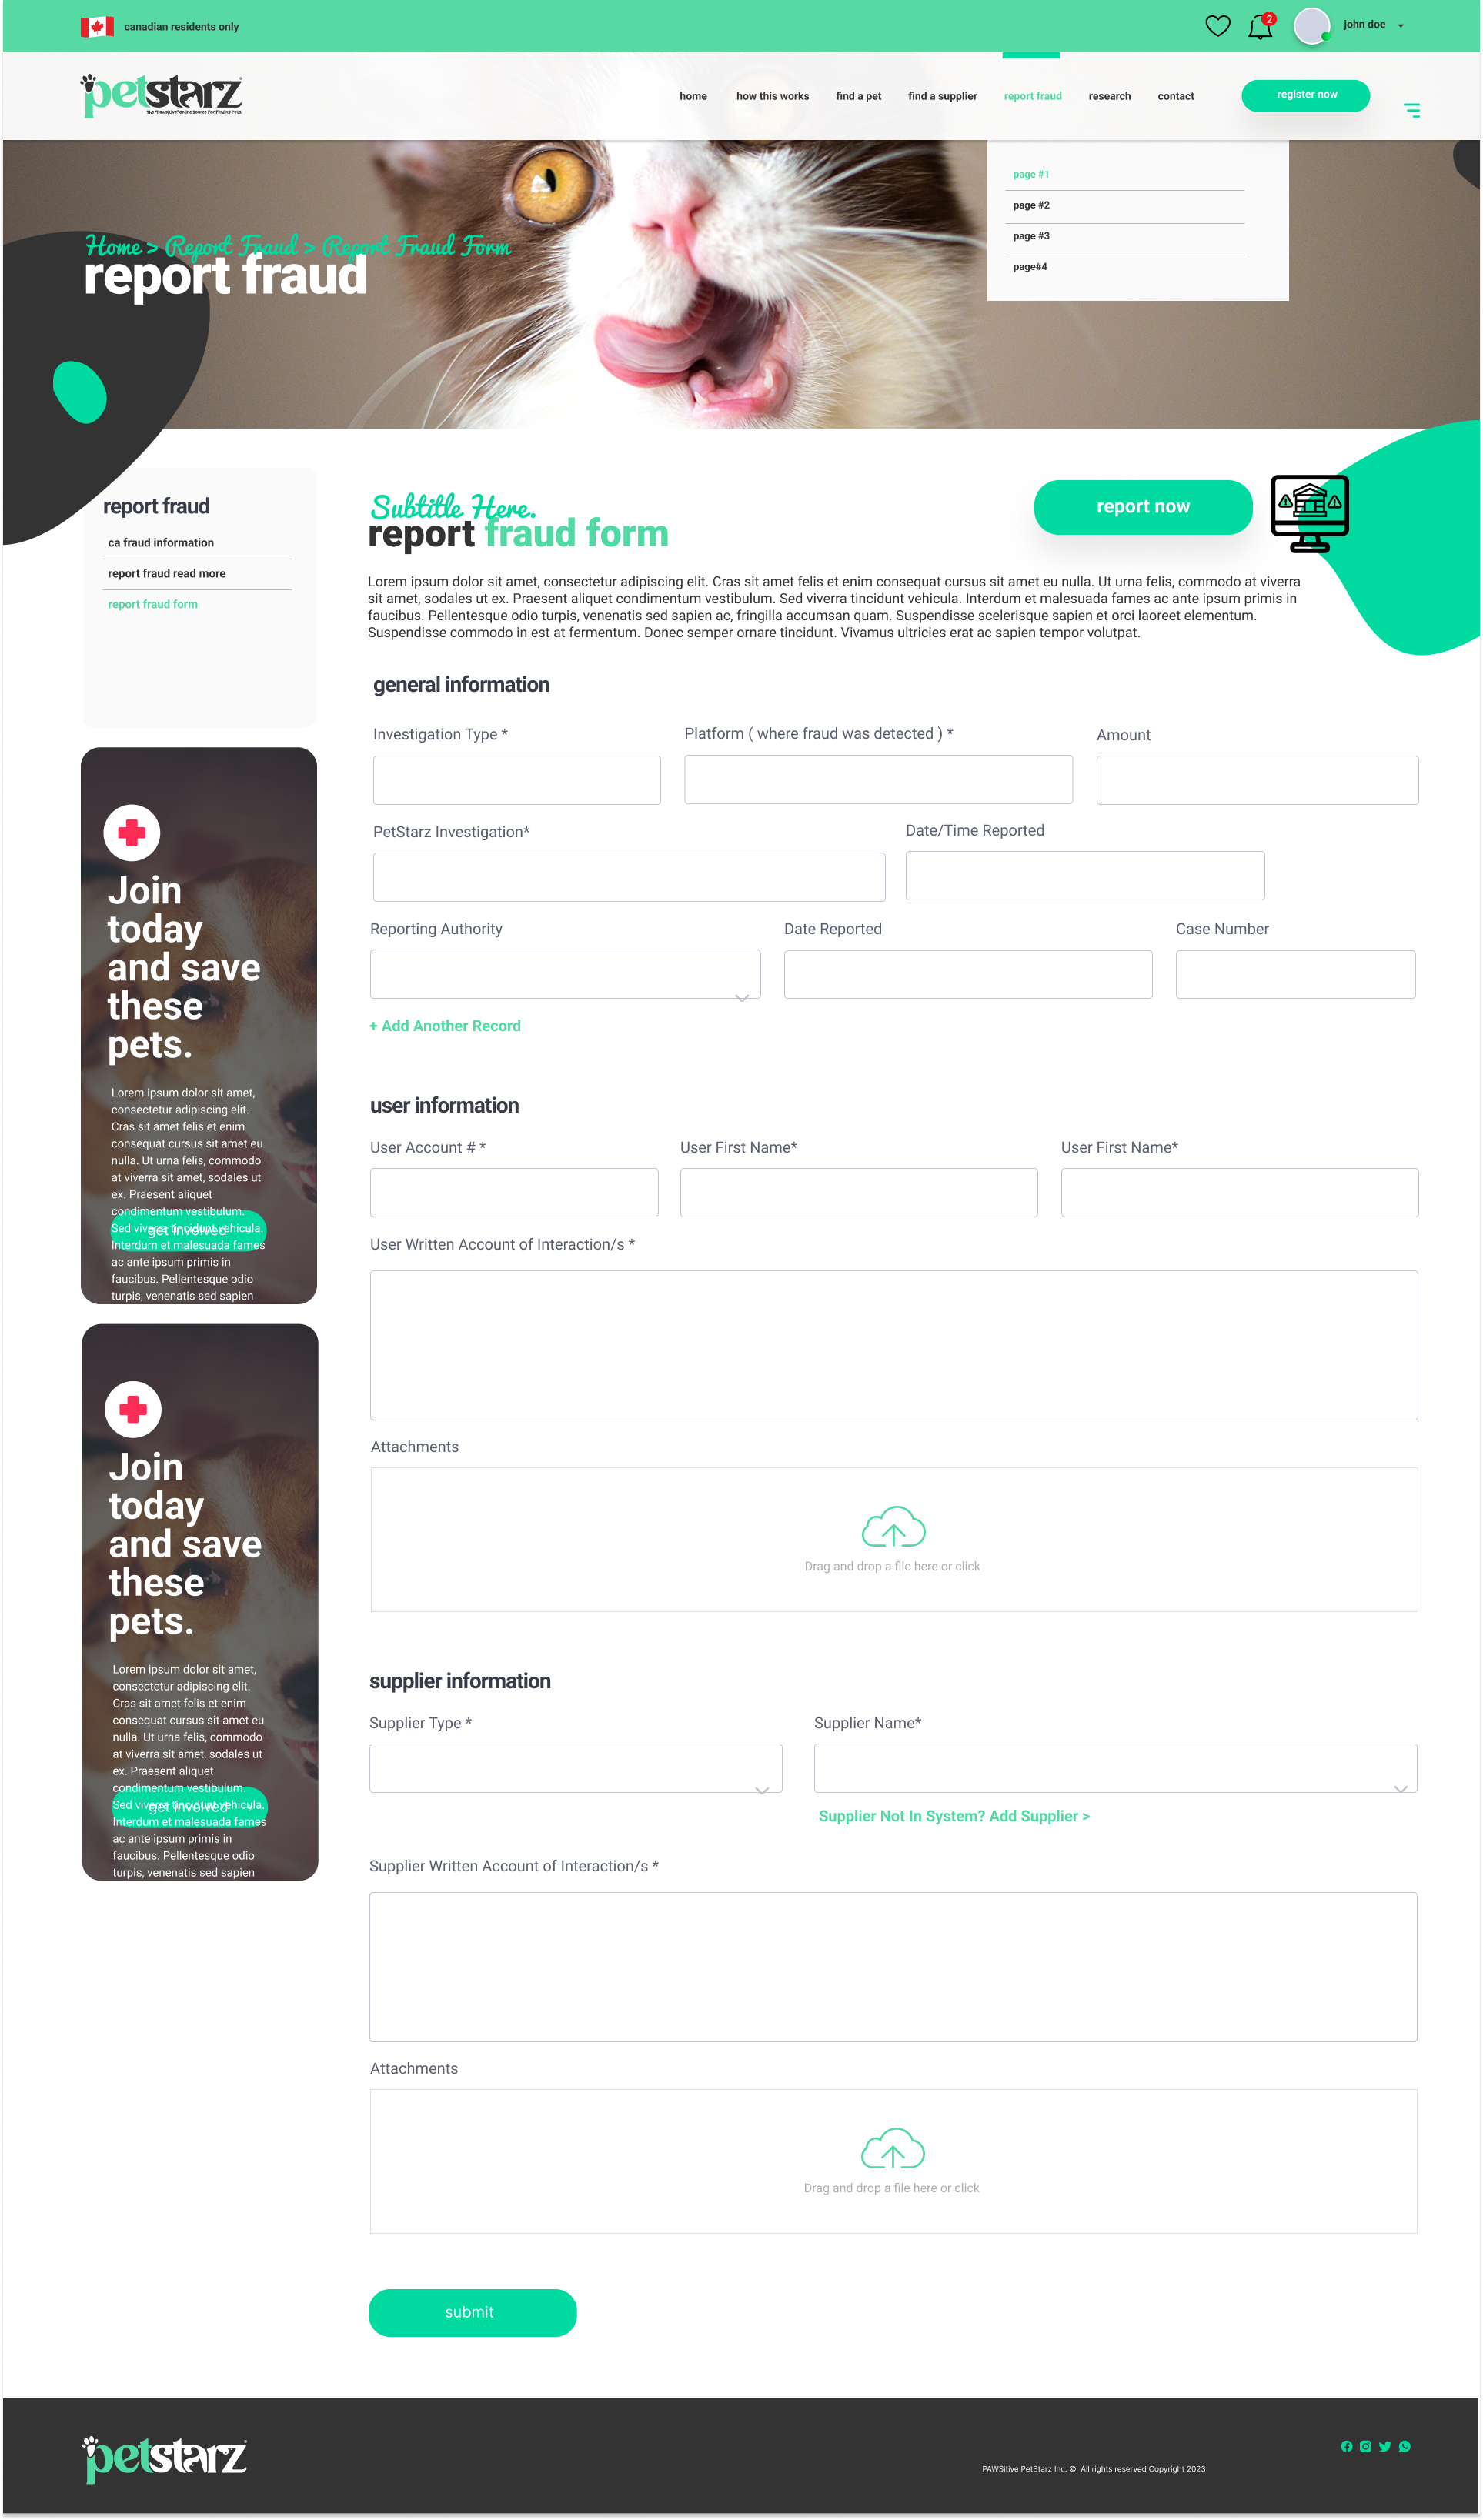 canadian residents only
2
john doe
petstarz
The "Pawsitive" Online Source For Finding Pets.
home
how this works
find a pet
find a supplier
report fraud
research
contact
register now
page #1
page #2
page #3
page#4
Home > Report Fraud > Report Fraud Form
report fraud
report fraud
ca fraud information
report fraud read more
report fraud form
Subtitle Here.
report fraud form
report now
Lorem ipsum dolor sit amet, consectetur adipiscing elit. Cras sit amet felis et enim consequat cursus sit amet eu nulla. Ut urna felis, commodo at viverra
sit amet, sodales ut ex. Praesent aliquet condimentum vestibulum. Sed viverra tincidunt vehicula. Interdum et malesuada fames ac ante ipsum primis in
faucibus. Pellentesque odio turpis, venenatis sed sapien ac, fringilla accumsan quam. Suspendisse scelerisque sapien et orci laoreet elementum.
Suspendisse commodo in est at fermentum. Donec semper ornare tincidunt. Vivamus ultricies erat ac sapien tempor volutpat.
general information
Investigation Type *
Platform ( where fraud was detected ) *
Amount
PetStarz Investigation*
Date/Time Reported
Reporting Authority
Date Reported
Case Number
+ Add Another Record
Join
today
and save
these
pets.
Lorem ipsum dolor sit amet,
consectetur adipiscing elit.
Cras sit amet felis et enim
consequat cursus sit amet eu
nulla. Ut urna felis, commodo
at viverra sit amet, sodales ut
ex. Praesent aliquet
condimentum vestibulum.
Sed viverra tincidunt vehicula.
get involved
Interdum et malesuada fames
ac ante ipsum primis in
faucibus. Pellentesque odio
turpis, venenatis sed sapien
user information
User Account # *
User First Name*
User First Name*
User Written Account of Interaction/s *
Attachments
Drag and drop a file here or click
Join
today
and save
these
pets.
Lorem ipsum dolor sit amet,
consectetur adipiscing elit.
Cras sit amet felis et enim
consequat cursus sit amet eu
nulla. Ut urna felis, commodo
at viverra sit amet, sodales ut
ex. Praesent aliquet
condimentum vestibulum.
Sed viverra tincidunt vehicula.
get involved
Interdum et malesuada fames
ac ante ipsum primis in
faucibus. Pellentesque odio
turpis, venenatis sed sapien
supplier information
Supplier Type *
Supplier Name*
Supplier Not In System? Add Supplier >
Supplier Written Account of Interaction/s *
Attachments
Drag and drop a file here or click
submit
petstarz
PAWSitive PetStarz Inc. © All rights reserved Copyright 2023